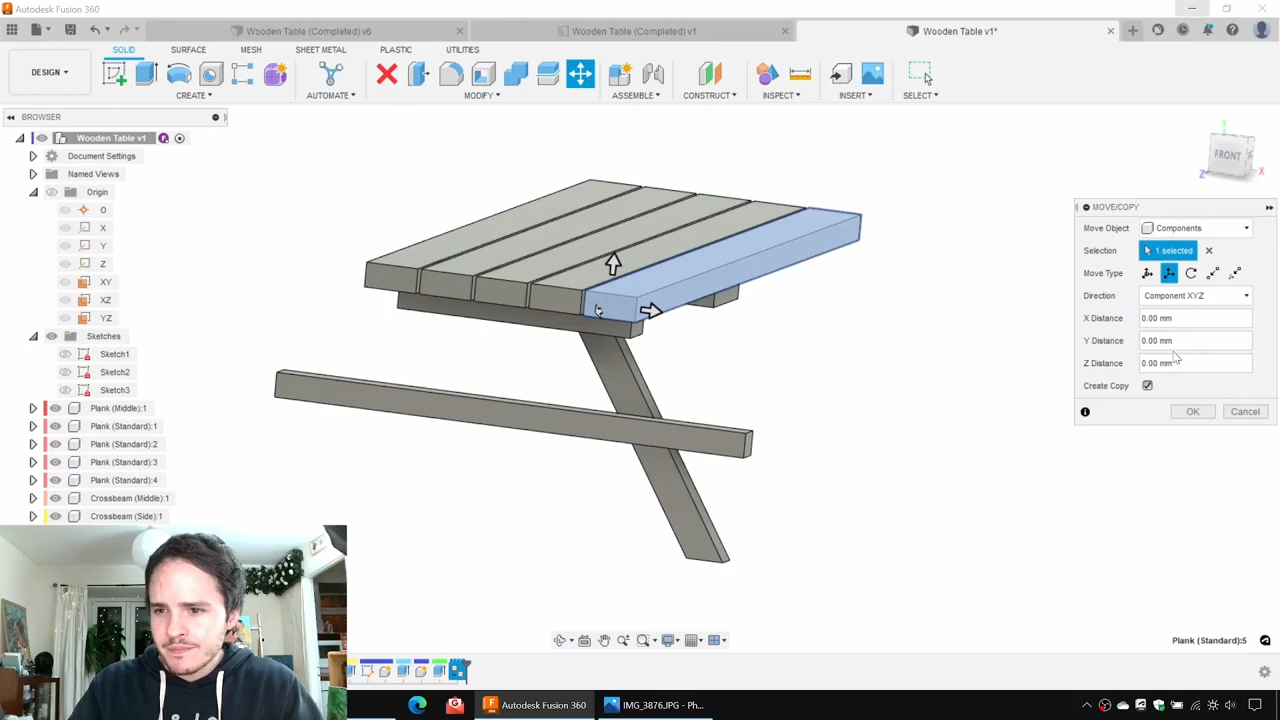 Autodesk Fusion 360
Wooden Table (Completed) v6
Wooden Table (Completed) v1
Wooden Table v1*
DESIGN
SOLID
SURFACE
MESH
SHEET METAL
PLASTIC
UTILITIES
CREATE
AUTOMATE
MODIFY
ASSEMBLE
CONSTRUCT
INSPECT
INSERT
SELECT
BROWSER
Wooden Table v1
Document Settings
Named Views
Origin
O
X
Y
Z
XY
XZ
YZ
Sketches
Sketch1
Sketch2
Sketch3
Plank (Middle):1
Plank (Standard):1
Plank (Standard):2
Plank (Standard):3
Plank (Standard):4
Crossbeam (Middle):1
Crossbeam (Side):1
Y
FRONT
Z
X
MOVE/COPY
Move Object
Components
Selection
1 selected
Move Type
Direction
Component XYZ
X Distance
0.00 mm
Y Distance
0.00 mm
Z Distance
0.00 mm
Create Copy
OK
Cancel
Plank (Standard):5
Autodesk Fusion 360
IMG_3876.JPG - Ph...